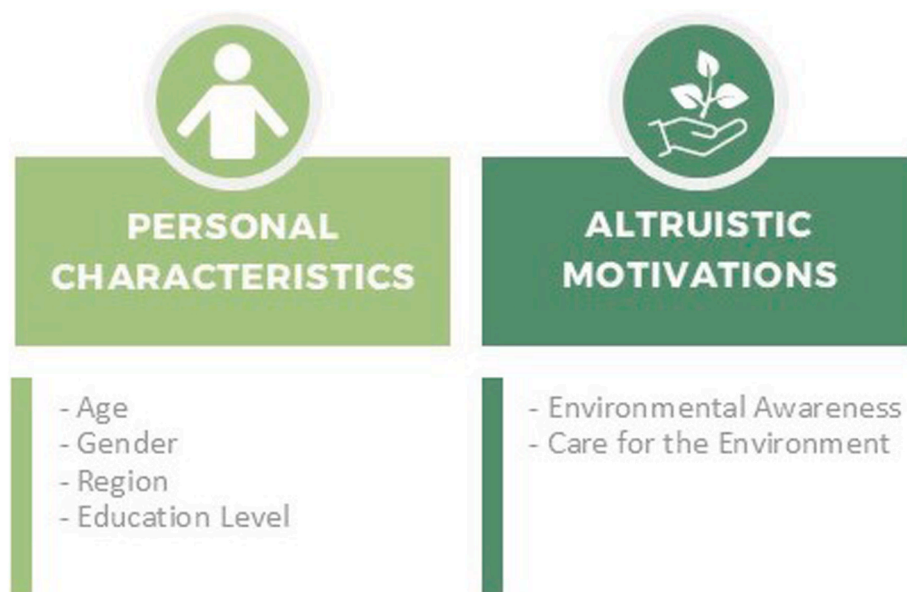 PERSONAL
CHARACTERISTICS
- Age
- Gender
- Region
- Education Level
ALTRUISTIC
MOTIVATIONS
- Environmental Awareness
- Care for the Environment